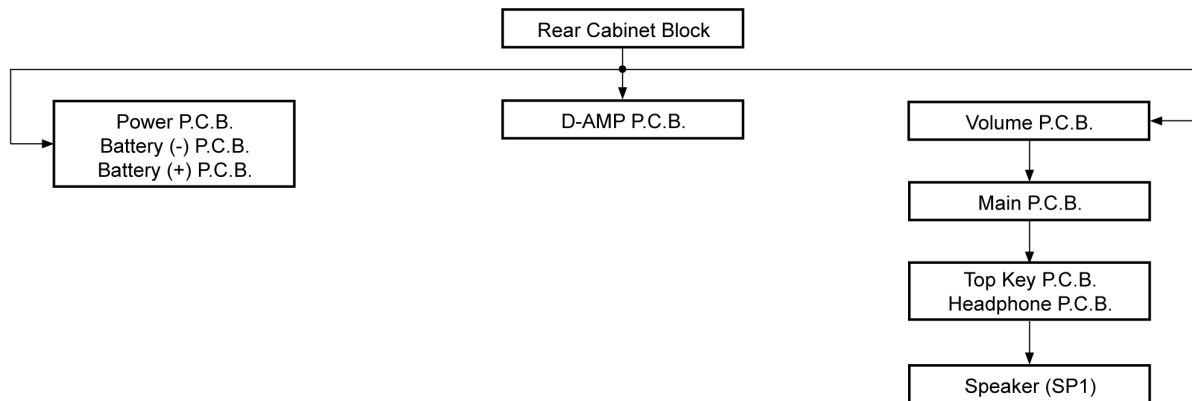 Rear Cabinet Block
Power P.C.B.
Battery (-) P.C.B.
Battery (+) P.C.B.
D-AMP P.C.B.
Volume P.C.B.
Main P.C.B.
Top Key P.C.B.
Headphone P.C.B.
Speaker (SP1)